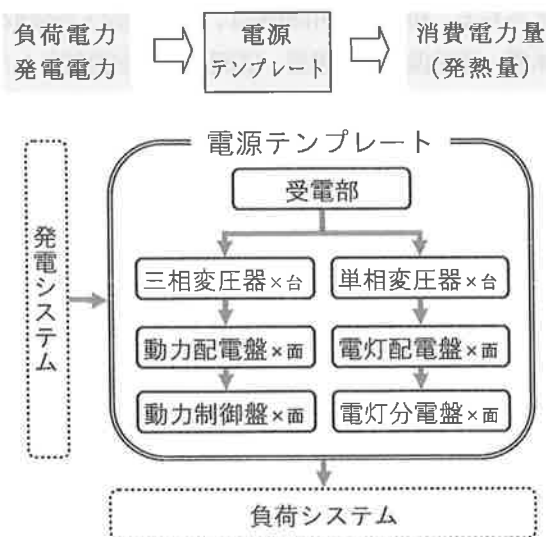 負荷電力
発電電力
電源
テンプレート
消費電力量
(発熱量)
電源テンプレート
受電部
発電システム
三相変圧器×台
単相変圧器×台
動力配電盤×面
電灯配電盤×面
動力制御盤×面
電灯分電盤×面
負荷システム